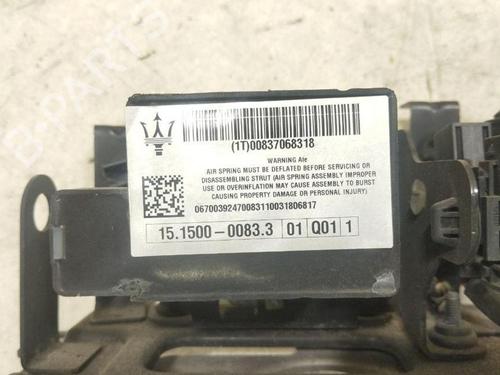 (1T)00837068318
WARNING Ate
AIR SPRING MUST BE DEFLATED BEFORE SERVICING OR
DISASSEMBLING STRUT (AIR SPRING ASSEMBLY IMPROPER
USE OR OVERINFLATION MAY CAUSE ASSEMBLY TO BURST
CAUSING PROPERTY DAMAGE OR PERSONAL INJURY)
06700392470083110031806817
15.1500-0083.3 01 Q01 1